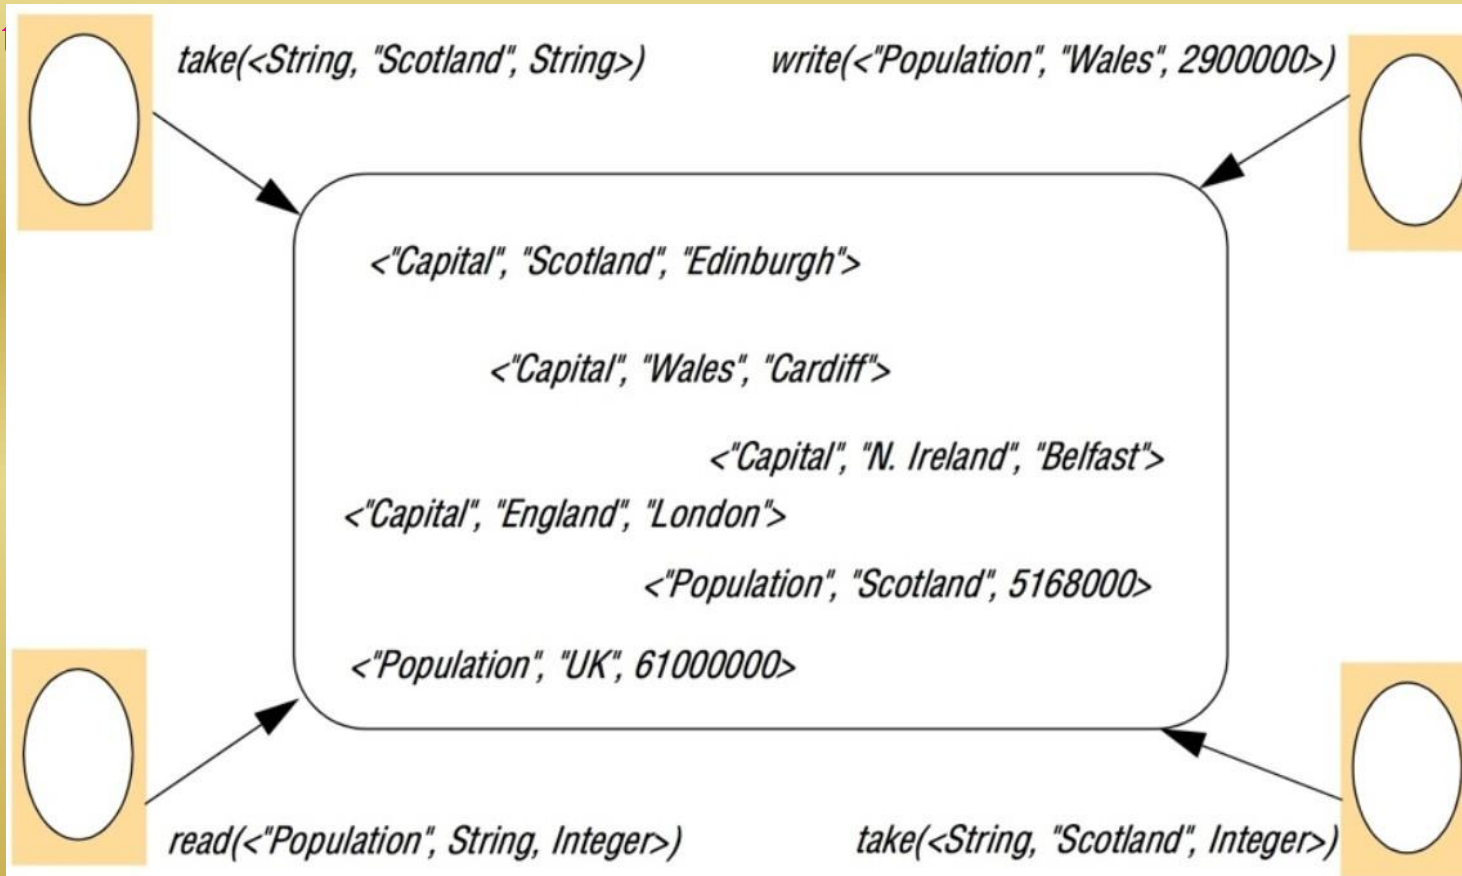 take(<String, "Scotland", String>)
write(<"Population", "Wales", 2900000>)
<"Capital", "Scotland", "Edinburgh">
<"Capital", "Wales", "Cardiff">
<"Capital", "N. Ireland", "Belfast">
<"Capital", "England", "London">
<"Population", "Scotland", 5168000>
<"Population", "UK", 61000000>
read(<"Population", String, Integer>)
take(<String, "Scotland", Integer>)